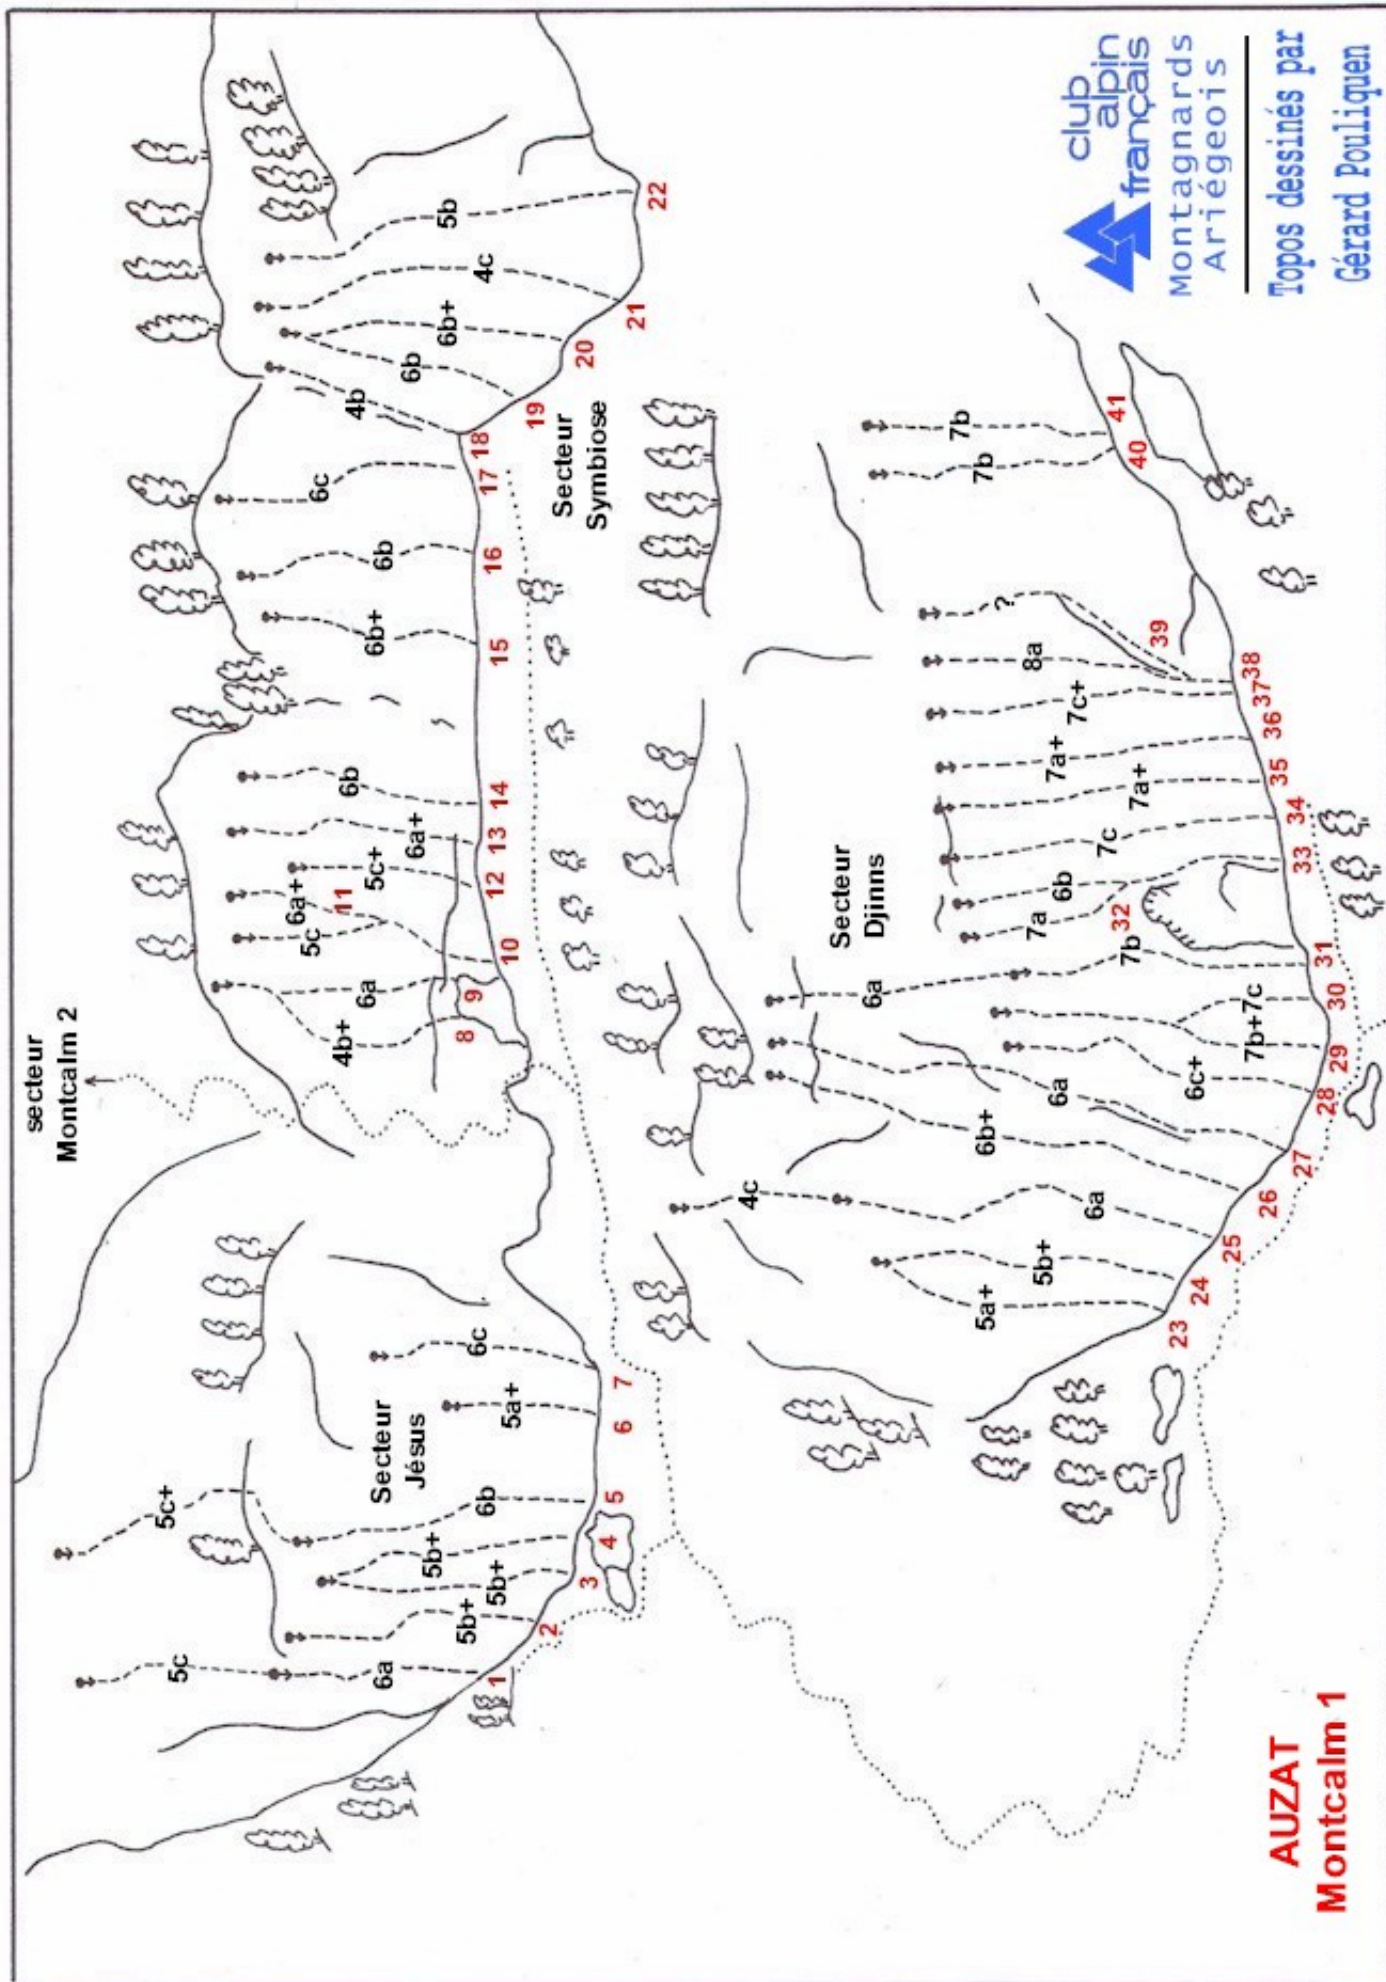 secteur
Montcalm 2
5c
6a
5b+
5b+
5b+
5c+
6b
5a+
6c
Secteur
Jésus
1
2
3
4
5
6
7
4b+
6a
5c
6a+
11
5c+
6a+
6b
6b+
6b
6c
4b
6b
6b+
4c
5b
8
9
10
12
13
14
15
16
17
18
19
20
21
22
Secteur
Symbiose
Secteur
Djinns
5a+
5b+
4c
6a
6b+
6a
6c+
7b+
7c
6a
7b
7a
32
6b
7c
7a+
7a+
7c+
8a
?
39
7b
7b
23
24
25
26
27
28
29
30
31
33
34
35
36
37
38
40
41
AUZAT
Montcalm 1
club
alpin
français
Montagnards
Ariégeois
Topos dessinés par
Gérard Pouliquen